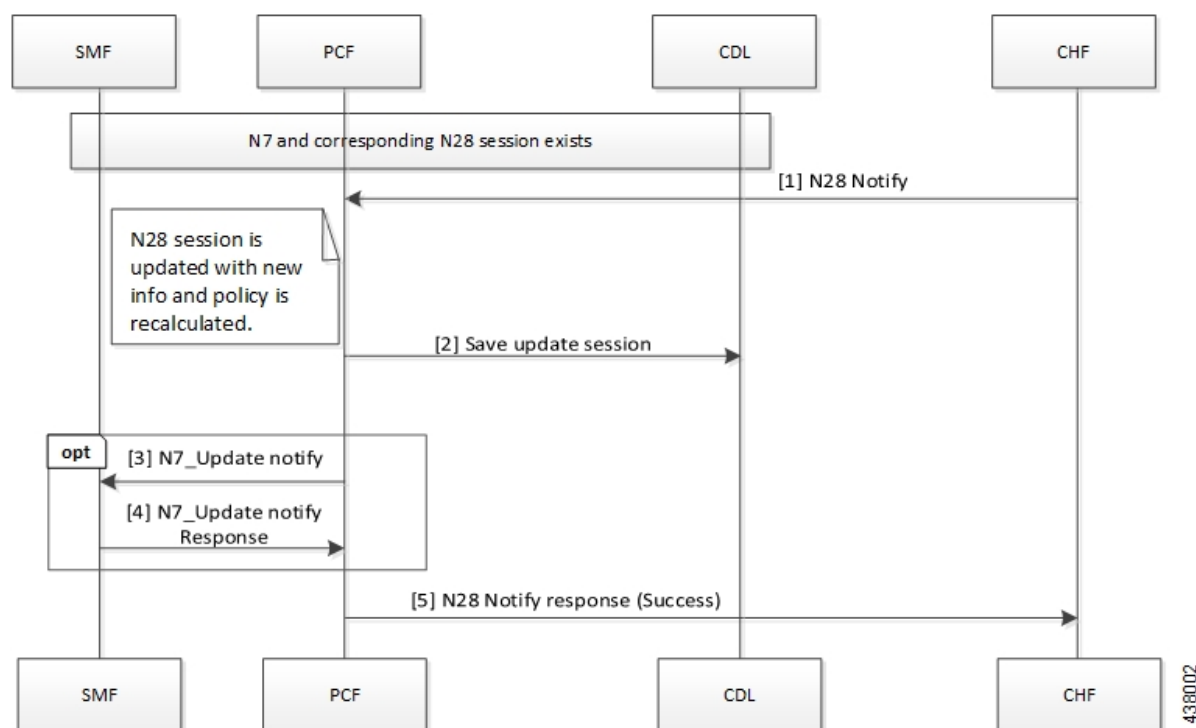 SMF
PCF
CDL
CHF
N7 and corresponding N28 session exists
[1] N28 Notify
N28 session is
updated with new
info and policy is
recalculated.
[2] Save update session
opt
[3] N7_Update notify
[4] N7_Update notify
Response
[5] N28 Notify response (Success)
SMF
PCF
CDL
CHF
438002